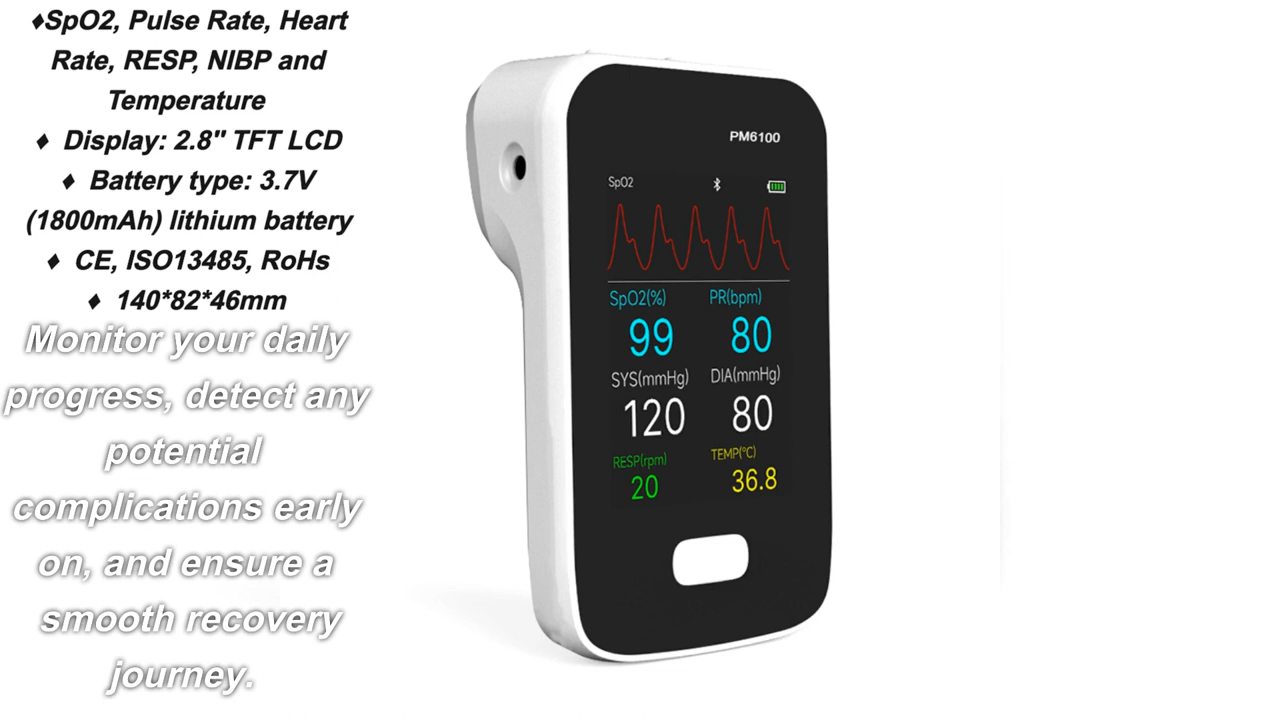 ♦SpO2, Pulse Rate, Heart
Rate, RESP, NIBP and
Temperature
♦ Display: 2.8" TFT LCD
♦ Battery type: 3.7V
(1800mAh) lithium battery
♦ CE, ISO13485, RoHs
♦ 140*82*46mm
Monitor your daily
progress, detect any
potential
complications early
on, and ensure a
smooth recovery
journey.
PM6100
SpO2
SpO2(%) PR(bpm)
99 80
SYS(mmHg) DIA(mmHg)
120 80
RESP(rpm) TEMP(°C)
20 36.8